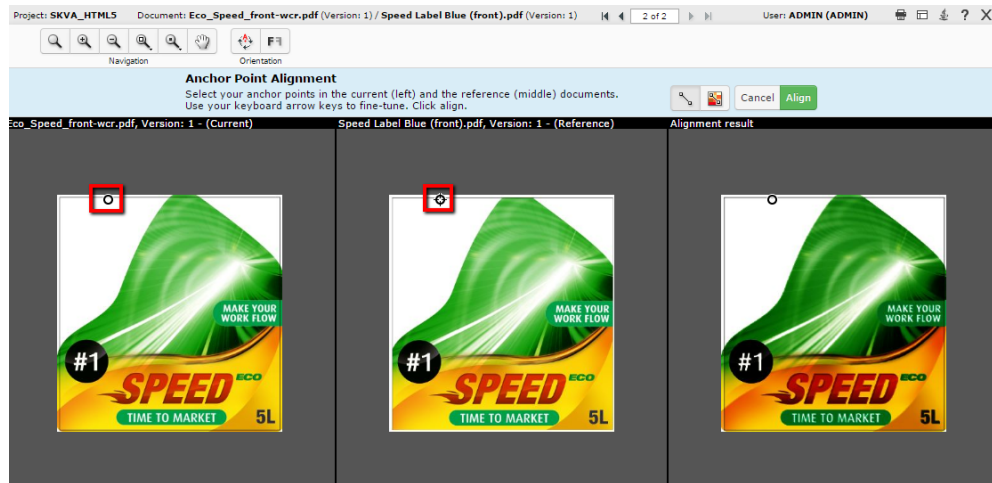 Project: SKVA_HTML5 Document: Eco_Speed_front-wcr.pdf (Version: 1) / Speed Label Blue (front).pdf (Version: 1) 2 of 2 User: ADMIN (ADMIN) ? X
Navigation Orientation
Anchor Point Alignment
Select your anchor points in the current (left) and the reference (middle) documents.
Use your keyboard arrow keys to fine-tune. Click align.
Cancel Align
Eco_Speed_front-wcr.pdf, Version: 1 - (Current) Speed Label Blue (front).pdf, Version: 1 - (Reference) Alignment result
MAKE YOUR
WORK FLOW
#1
SPEED ECO
TIME TO MARKET 5L
MAKE YOUR
WORK FLOW
#1
SPEED ECO
TIME TO MARKET 5L
MAKE YOUR
WORK FLOW
#1
SPEED ECO
TIME TO MARKET 5L